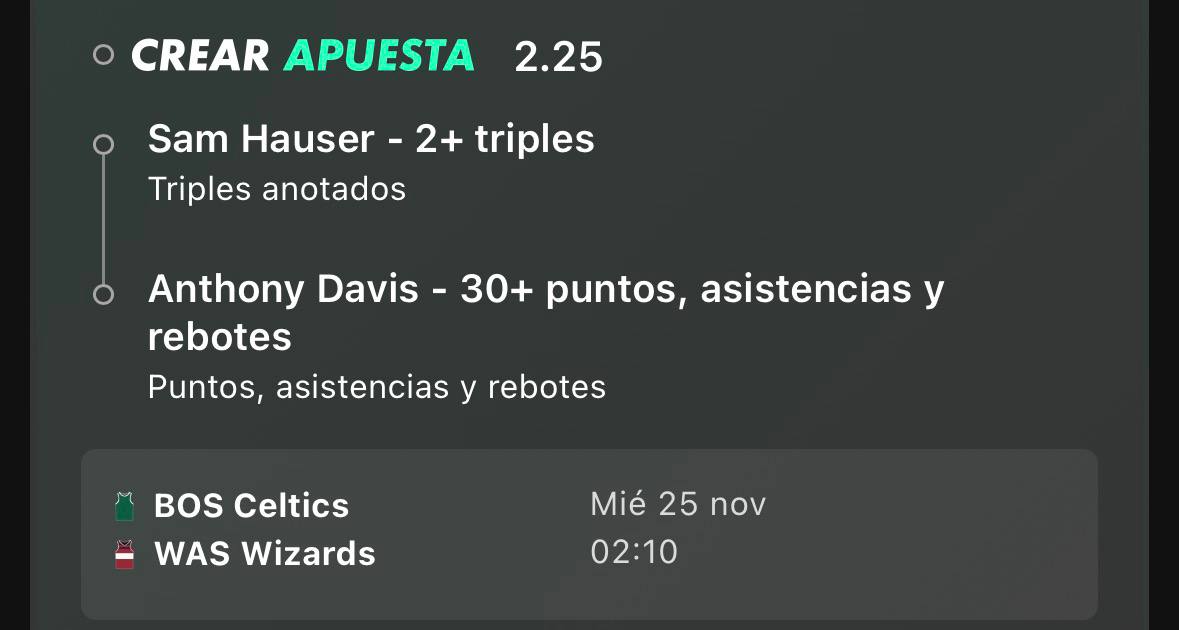 CREAR APUESTA 2.25
Sam Hauser - 2+ triples
Triples anotados
Anthony Davis - 30+ puntos, asistencias y
rebotes
Puntos, asistencias y rebotes
BOS Celtics
Mié 25 nov
WAS Wizards
02:10